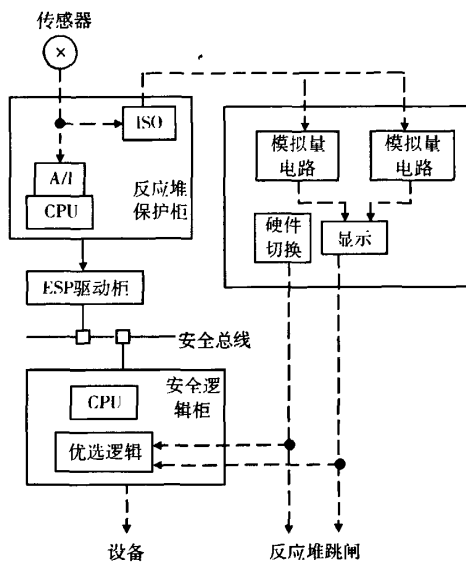 传感器
×
ISO
A/I
CPU
反应堆
保护柜
模拟量
电路
模拟量
电路
硬件
切换
显示
ESP驱动柜
安全总线
安全逻
辑柜
CPU
优选逻辑
设备
反应堆跳闸